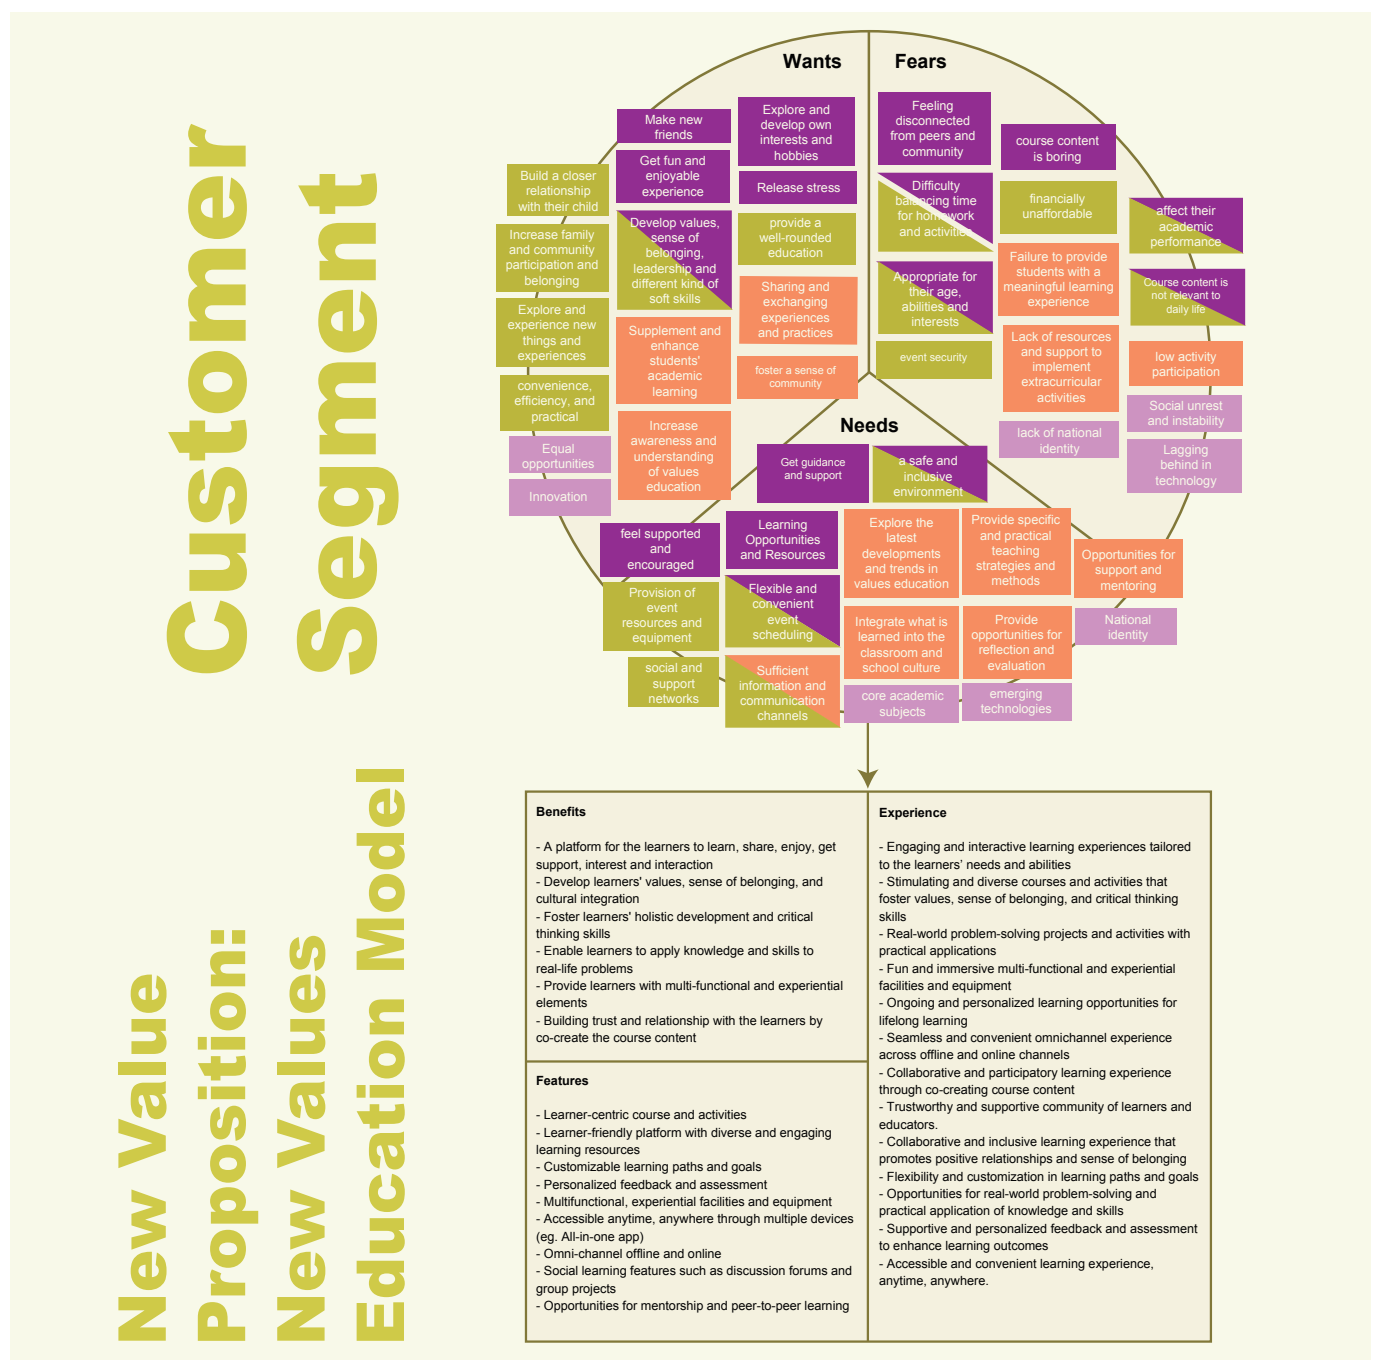 Customer
Segment
Wants
Make new
friends
Explore and
develop own
interests and
hobbies
Get fun and
enjoyable
experience
Release stress
Build a closer
relationship
with their child
Develop values,
sense of
belonging,
leadership and
different kind of
soft skills
provide a
well-rounded
education
Increase family
and community
participation and
belonging
Sharing and
exchanging
experiences
and practices
Explore and
experience new
things and
experiences
Supplement and
enhance
students'
academic
learning
foster a sense of
community
convenience,
efficiency, and
practical
Increase
awareness and
understanding
of values
education
Equal
opportunities
Innovation
Fears
Feeling
disconnected
from peers and
community
course content
is boring
Difficulty
balancing time
for homework
and activities
financially
unaffordable
affect their
academic
performance
Appropriate for
their age,
abilities and
interests
Failure to provide
students with a
meaningful learning
experience
Course content is
not relevant to
daily life
event security
Lack of resources
and support to
implement
extracurricular
activities
low activity
participation
Social unrest
and instability
lack of national
identity
Lagging
behind in
technology
Needs
Get guidance
and support
a safe and
inclusive
environment
feel supported
and
encouraged
Learning
Opportunities
and Resources
Explore the
latest
developments
and trends in
values education
Provide specific
and practical
teaching
strategies and
methods
Opportunities for
support and
mentoring
Provision of
event
resources and
equipment
Flexible and
convenient
event
scheduling
Integrate what is
learned into the
classroom and
school culture
Provide
opportunities for
reflection and
evaluation
National
identity
social and
support
networks
Sufficient
information and
communication
channels
core academic
subjects
emerging
technologies
New Value
Proposition:
New Values
Education Model
Benefits
- A platform for the learners to learn, share, enjoy, get
support, interest and interaction
- Develop learners' values, sense of belonging, and
cultural integration
- Foster learners' holistic development and critical
thinking skills
- Enable learners to apply knowledge and skills to
real-life problems
- Provide learners with multi-functional and experiential
elements
- Building trust and relationship with the learners by
co-create the course content
Features
- Learner-centric course and activities
- Learner-friendly platform with diverse and engaging
learning resources
- Customizable learning paths and goals
- Personalized feedback and assessment
- Multifunctional, experiential facilities and equipment
- Accessible anytime, anywhere through multiple devices
(eg. All-in-one app)
- Omni-channel offline and online
- Social learning features such as discussion forums and
group projects
- Opportunities for mentorship and peer-to-peer learning
Experience
- Engaging and interactive learning experiences tailored
to the learners’ needs and abilities
- Stimulating and diverse courses and activities that
foster values, sense of belonging, and critical thinking
skills
- Real-world problem-solving projects and activities with
practical applications
- Fun and immersive multi-functional and experiential
facilities and equipment
- Ongoing and personalized learning opportunities for
lifelong learning
- Seamless and convenient omnichannel experience
across offline and online channels
- Collaborative and participatory learning experience
through co-creating course content
- Trustworthy and supportive community of learners and
educators.
- Collaborative and inclusive learning experience that
promotes positive relationships and sense of belonging
- Flexibility and customization in learning paths and goals
- Opportunities for real-world problem-solving and
practical application of knowledge and skills
- Supportive and personalized feedback and assessment
to enhance learning outcomes
- Accessible and convenient learning experience,
anytime, anywhere.